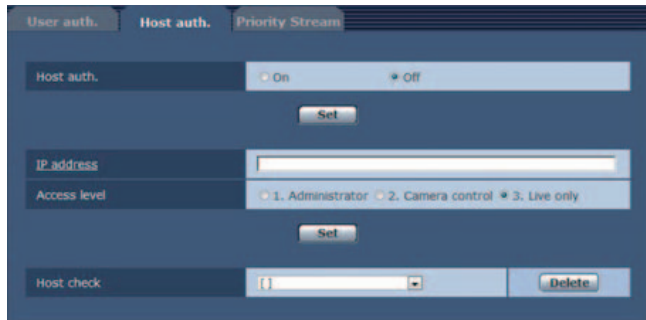 User auth. Host auth. Priority Stream
Host auth. On Off
Set
IP address
Access level 1. Administrator 2. Camera control 3. Live only
Set
Host check [ ] Delete